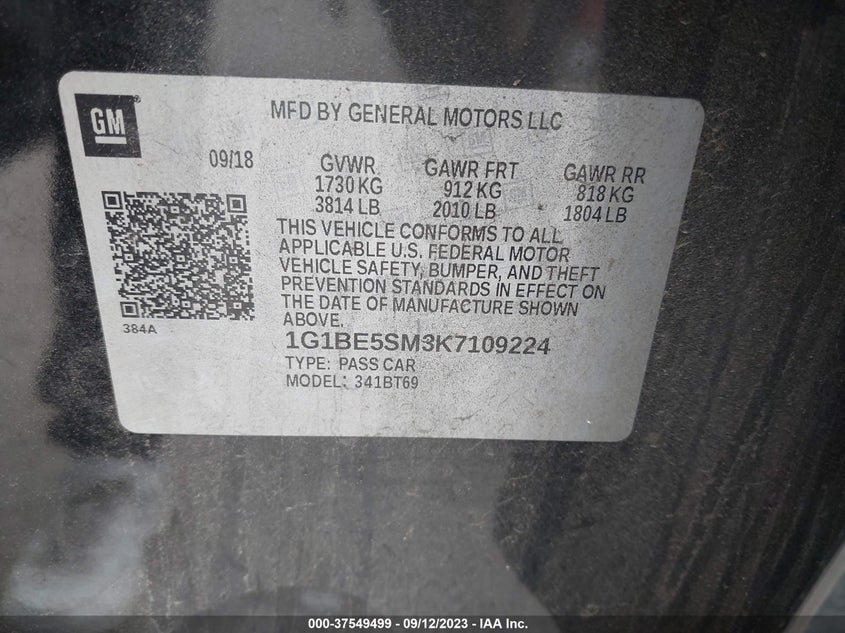 GM
MFD BY GENERAL MOTORS LLC
09/18
GVWR GAWR FRT GAWR RR
1730 KG 912 KG 818 KG
3814 LB 2010 LB 1804 LB
THIS VEHICLE CONFORMS TO ALL
APPLICABLE U.S. FEDERAL MOTOR
VEHICLE SAFETY, BUMPER, AND THEFT
PREVENTION STANDARDS IN EFFECT ON
THE DATE OF MANUFACTURE SHOWN
ABOVE.
384A
1G1BE5SM3K7109224
TYPE: PASS CAR
MODEL: 341BT69
000-37549499 - 09/12/2023 - IAA Inc.